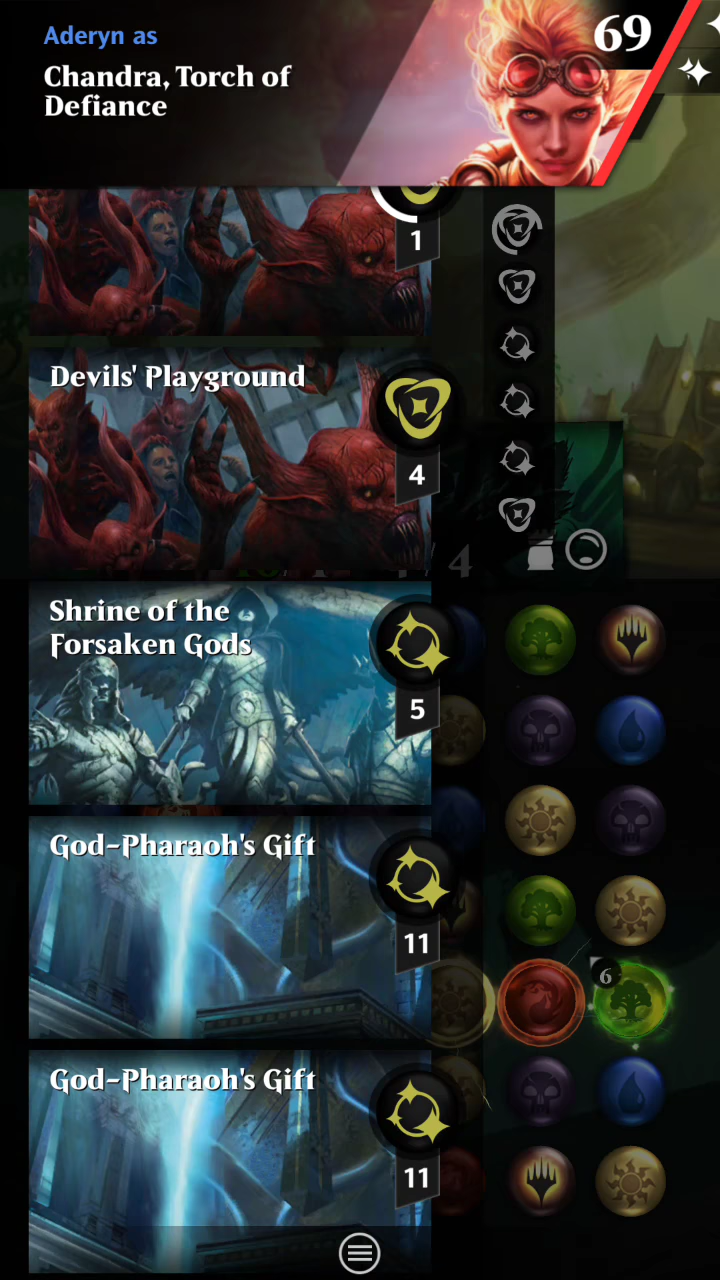 Aderyn as
69
Chandra, Torch of
Defiance
1
Devils' Playground
4
4
Shrine of the
Forsaken Gods
5
God-Pharaoh's Gift
11
6
God-Pharaoh's Gift
11